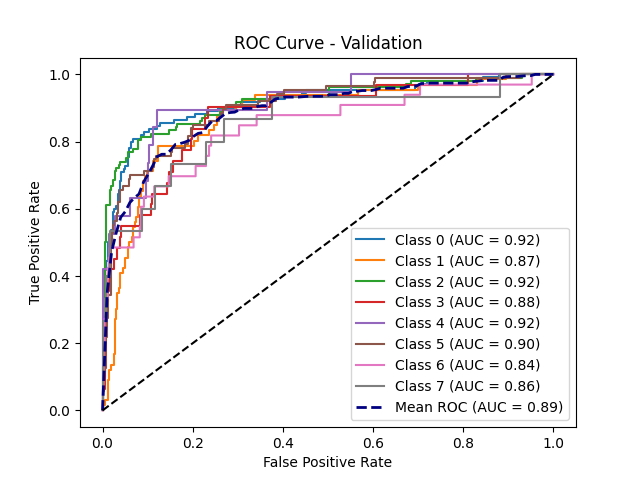 ROC Curve - Validation
True Positive Rate
1.0
0.8
0.6
0.4
0.2
0.0
Class 0 (AUC = 0.92)
Class 1 (AUC = 0.87)
Class 2 (AUC = 0.92)
Class 3 (AUC = 0.88)
Class 4 (AUC = 0.92)
Class 5 (AUC = 0.90)
Class 6 (AUC = 0.84)
Class 7 (AUC = 0.86)
Mean ROC (AUC = 0.89)
0.0 0.2 0.4 0.6 0.8 1.0
False Positive Rate